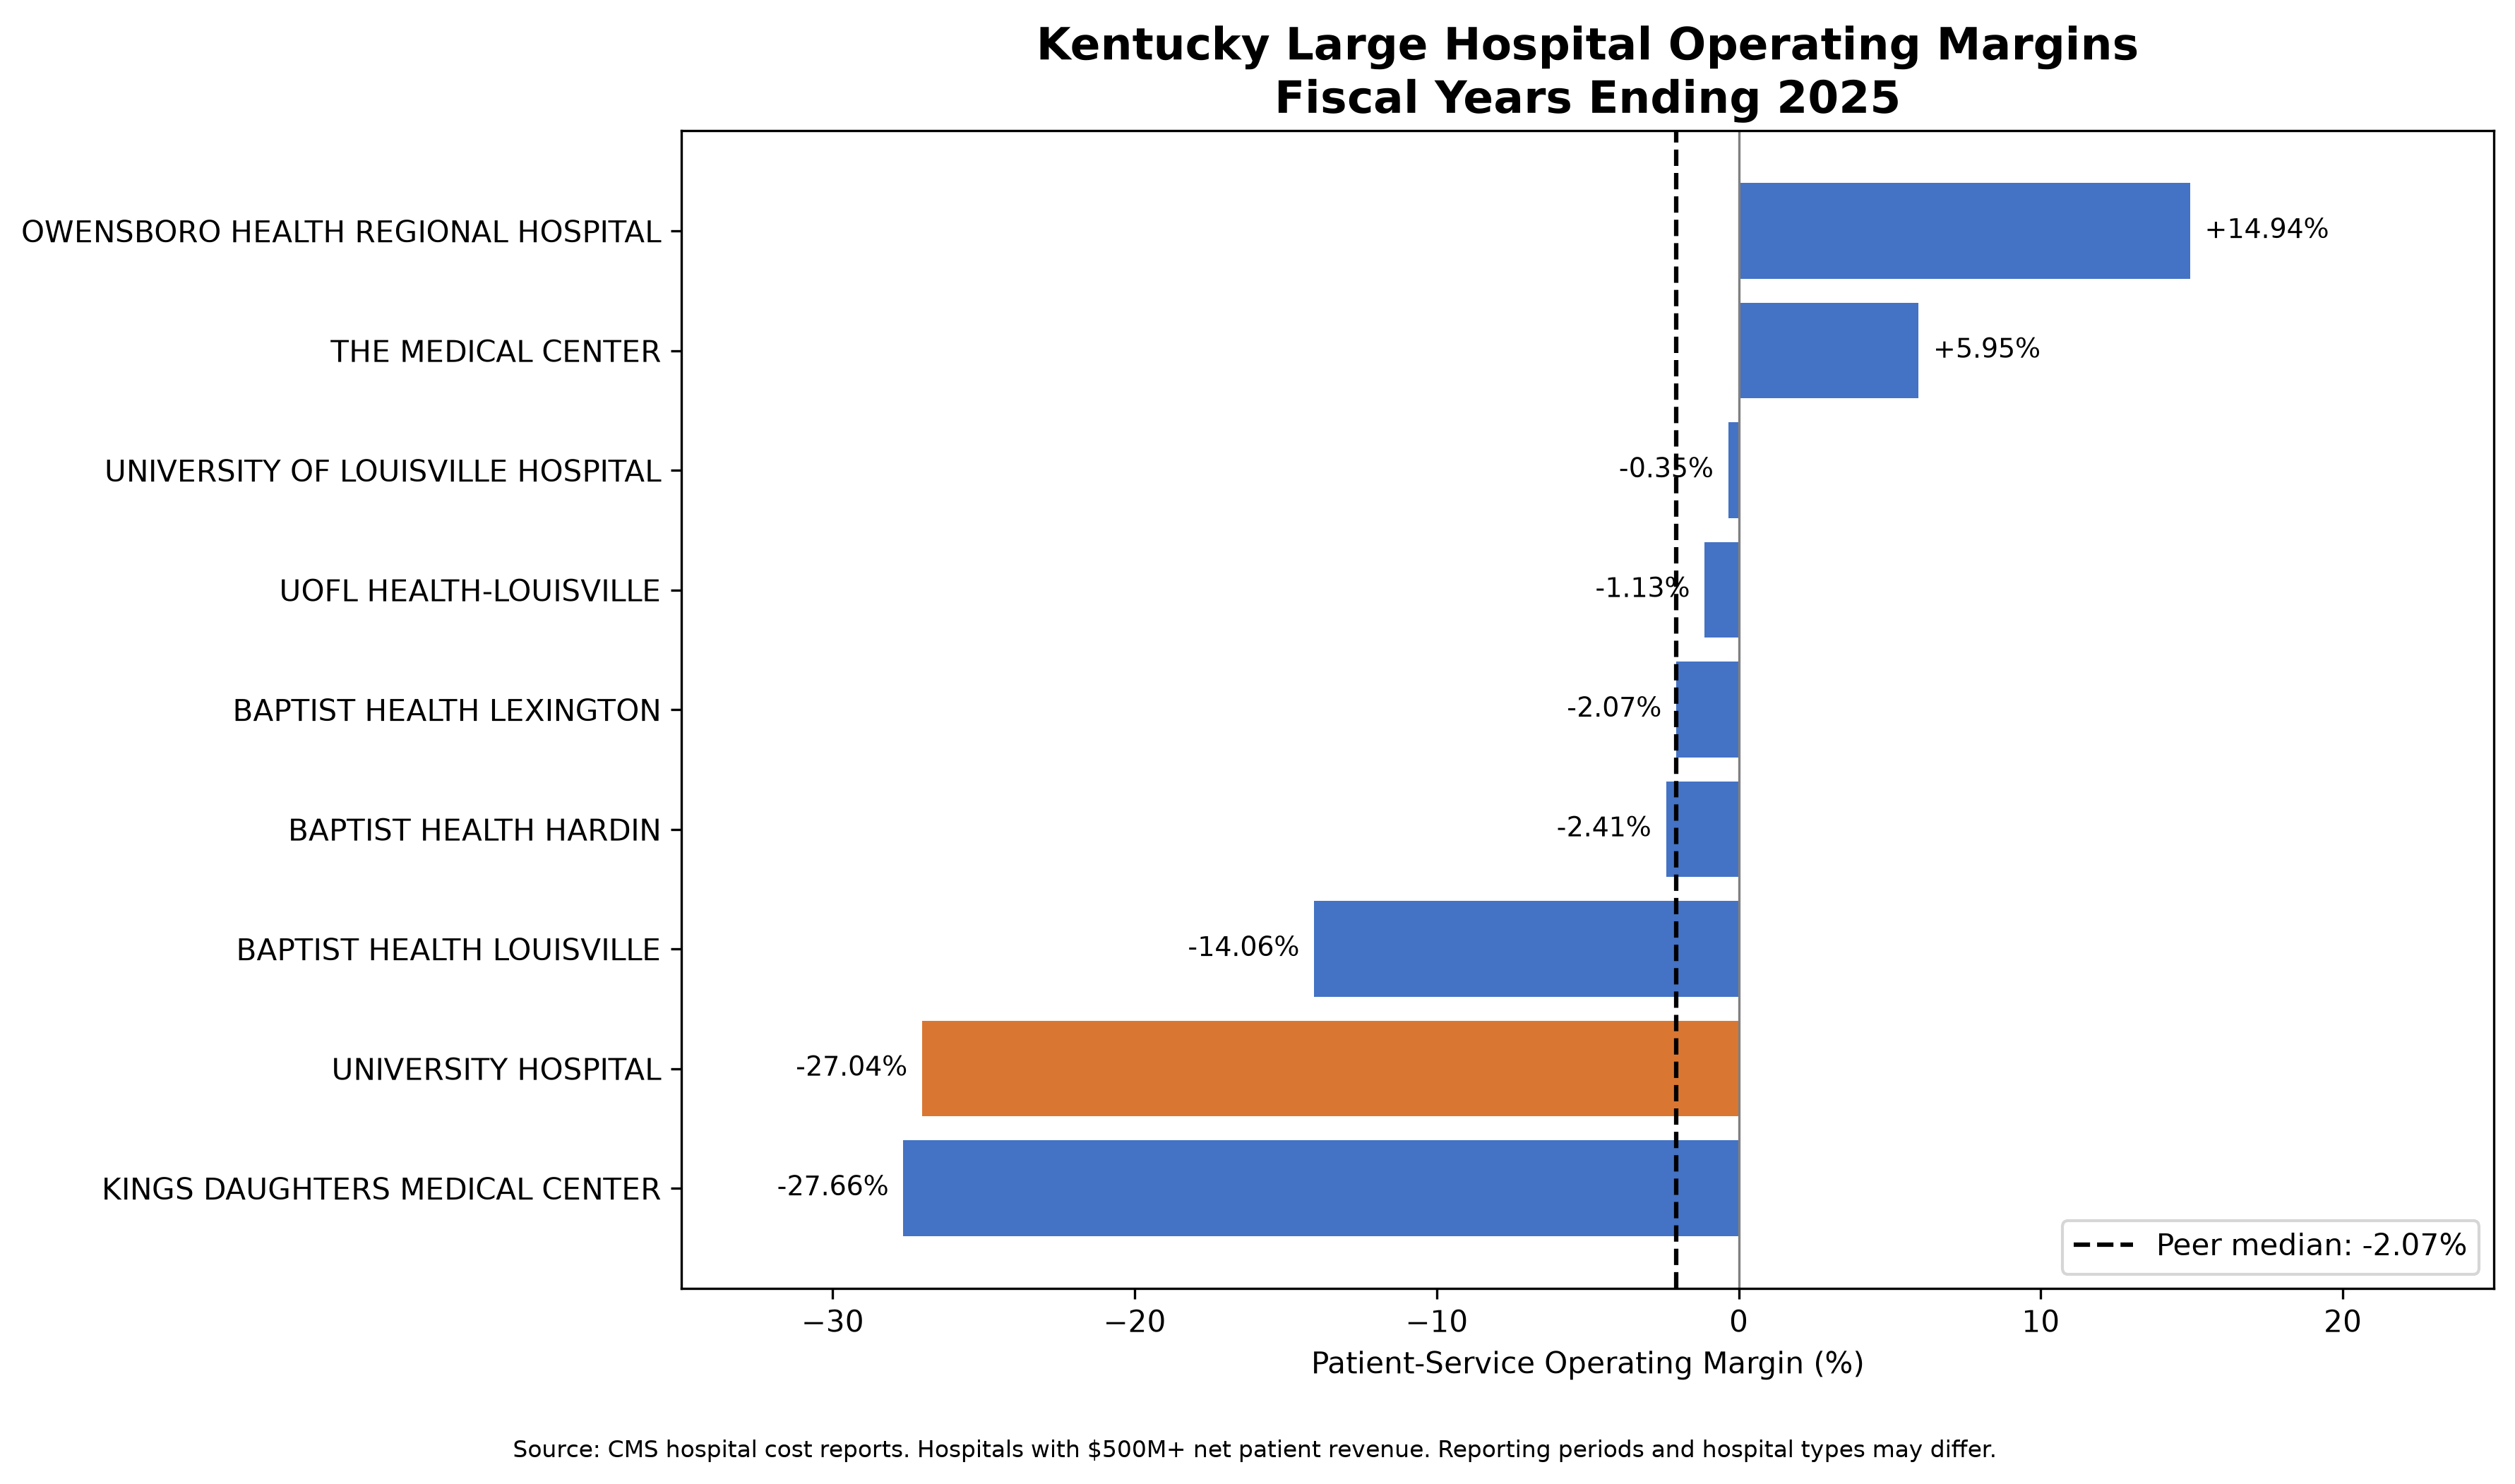 Kentucky Large Hospital Operating Margins
Fiscal Years Ending 2025
OWENSBORO HEALTH REGIONAL HOSPITAL
+14.94%
THE MEDICAL CENTER
+5.95%
UNIVERSITY OF LOUISVILLE HOSPITAL
-0.35%
UOFL HEALTH-LOUISVILLE
-1.13%
BAPTIST HEALTH LEXINGTON
-2.07%
BAPTIST HEALTH HARDIN
-2.41%
BAPTIST HEALTH LOUISVILLE
-14.06%
UNIVERSITY HOSPITAL
-27.04%
KINGS DAUGHTERS MEDICAL CENTER
-27.66%
Peer median: -2.07%
−30 −20 −10 0 10 20
Patient-Service Operating Margin (%)
Source: CMS hospital cost reports. Hospitals with $500M+ net patient revenue. Reporting periods and hospital types may differ.